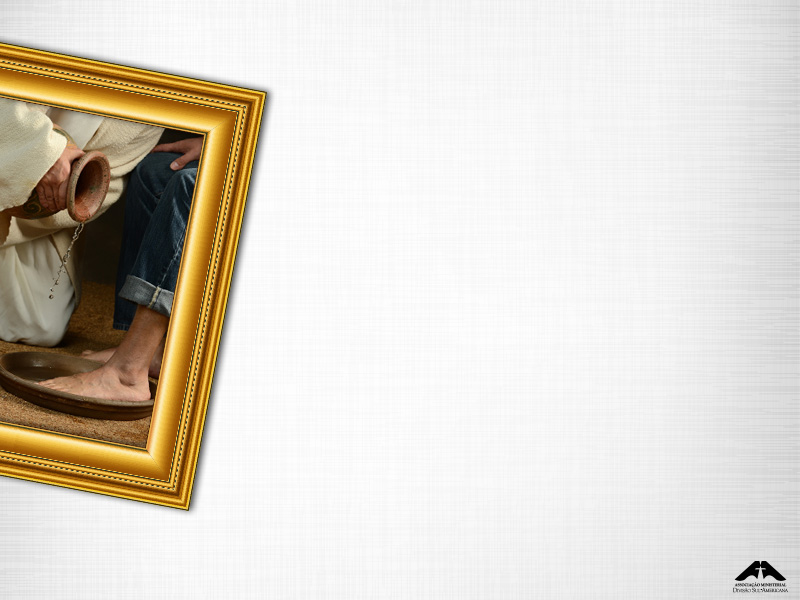 ASSOCIAÇÃO MINISTERIAL
DIVISÃO SUL-AMERICANA